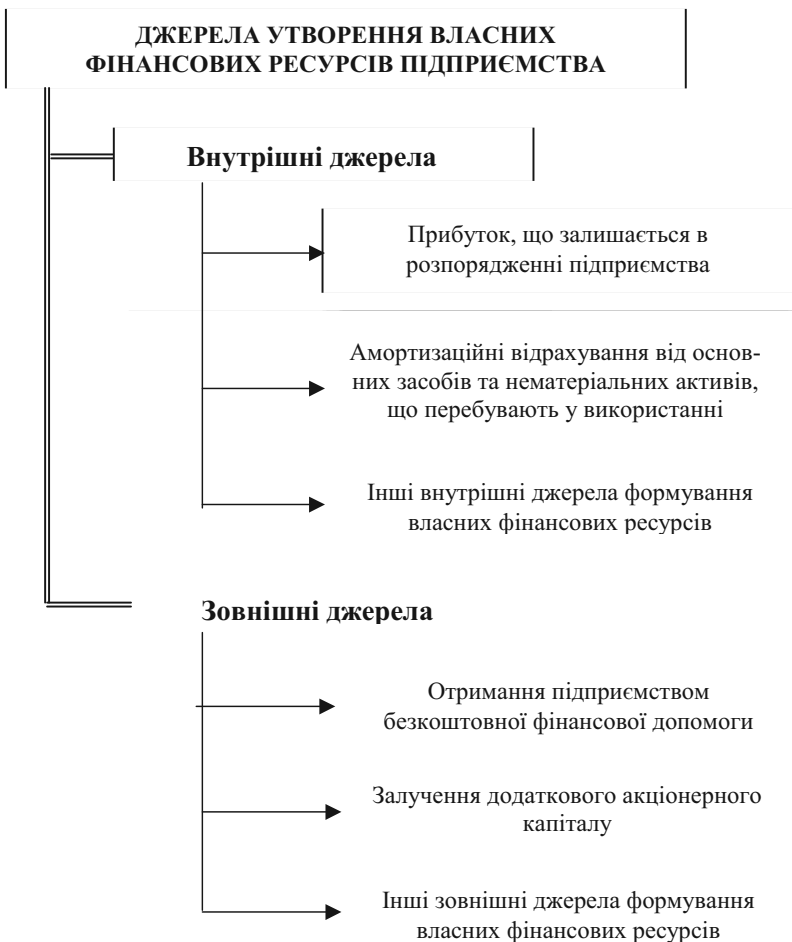 ДЖЕРЕЛА УТВОРЕННЯ ВЛАСНИХ
ФІНАНСОВИХ РЕСУРСІВ ПІДПРИЄМСТВА
Внутрішні джерела
Прибуток, що залишається в
розпорядженні підприємства
Амортизаційні відрахування від основ-
них засобів та нематеріальних активів,
що перебувають у використанні
Інші внутрішні джерела формування
власних фінансових ресурсів
Зовнішні джерела
Отримання підприємством
безкоштовної фінансової допомоги
Залучення додаткового акціонерного
капіталу
Інші зовнішні джерела формування
власних фінансових ресурсів